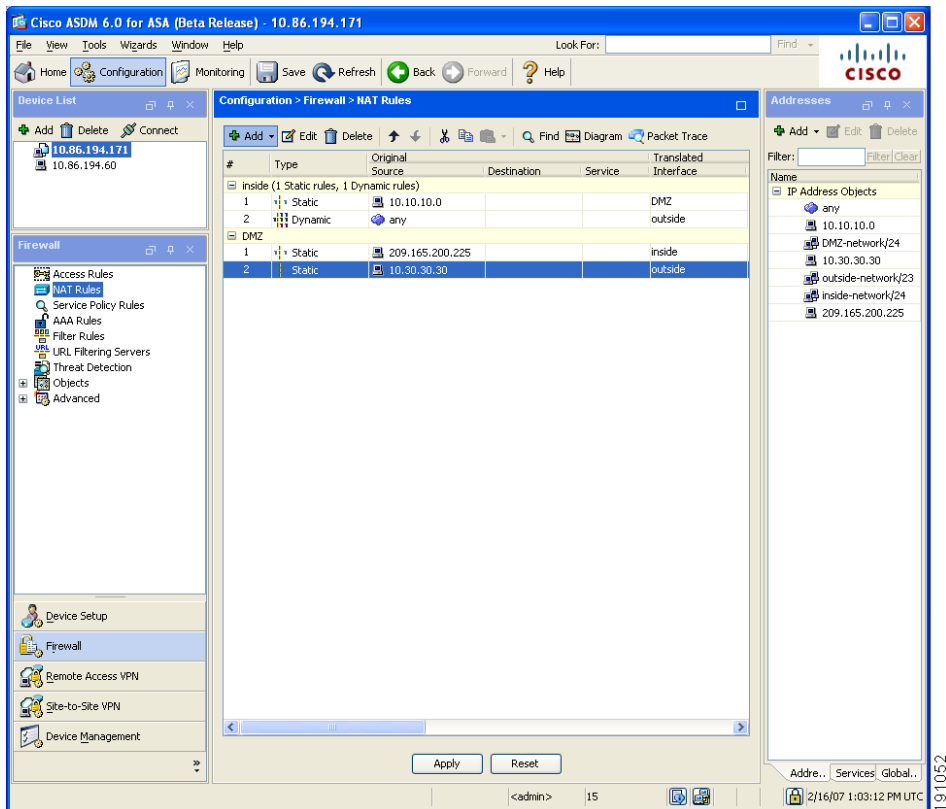 Cisco ASDM 6.0 for ASA (Beta Release) - 10.86.194.171
File View Tools Wizards Window Help Look For: Find
Home Configuration Monitoring Save Refresh Back Forward Help
CISCO
Device List
Add Delete Connect
10.86.194.171
10.86.194.60
Firewall
Access Rules
NAT Rules
Service Policy Rules
AAA Rules
Filter Rules
URL Filtering Servers
Threat Detection
Objects
Advanced
Device Setup
Firewall
Remote Access VPN
Site-to-Site VPN
Device Management
Configuration > Firewall > NAT Rules
Add Edit Delete Find Diagram Packet Trace
Original Translated
# Type Source Destination Service Interface
inside (1 Static rules, 1 Dynamic rules)
1 Static 10.10.10.0 DMZ
2 Dynamic any outside
DMZ
1 Static 209.165.200.225 inside
2 Static 10.30.30.30 outside
Apply Reset
Addresses
Add Edit Delete
Filter: Filter Clear
Name
IP Address Objects
any
10.10.10.0
DMZ-network/24
10.30.30.30
outside-network/23
inside-network/24
209.165.200.225
Addre.. Services Global..
<admin> 15 2/16/07 1:03:12 PM UTC
91052